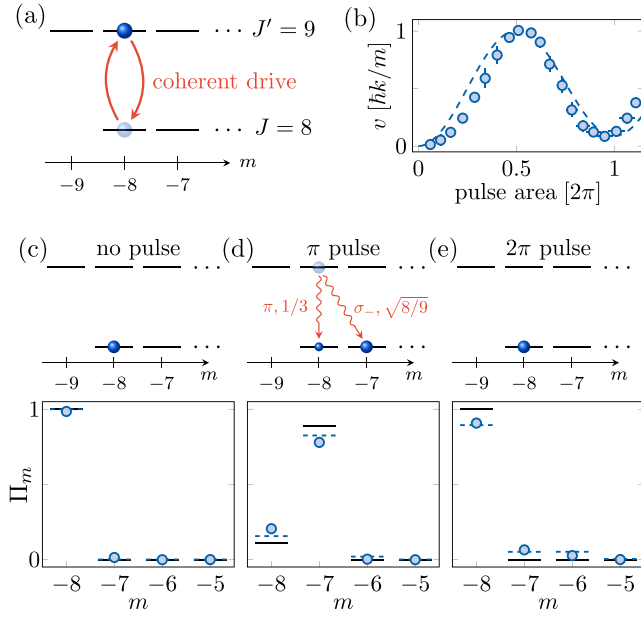 (a)
· · · J′ = 9
coherent drive
· · · J = 8
−9 −8 −7 m
(b)
v [ħk/m]
1
0
0 0.5 1
pulse area [2π]
(c) no pulse
· · ·
· · ·
−9 −8 −7 m
(d) π pulse
· · ·
π, 1/3
σ₋, √8/9
· · ·
−9 −8 −7 m
(e) 2π pulse
· · ·
· · ·
−9 −8 −7 m
Πₘ
1
0
−8 −7 −6 −5
m
−8 −7 −6 −5
m
−8 −7 −6 −5
m